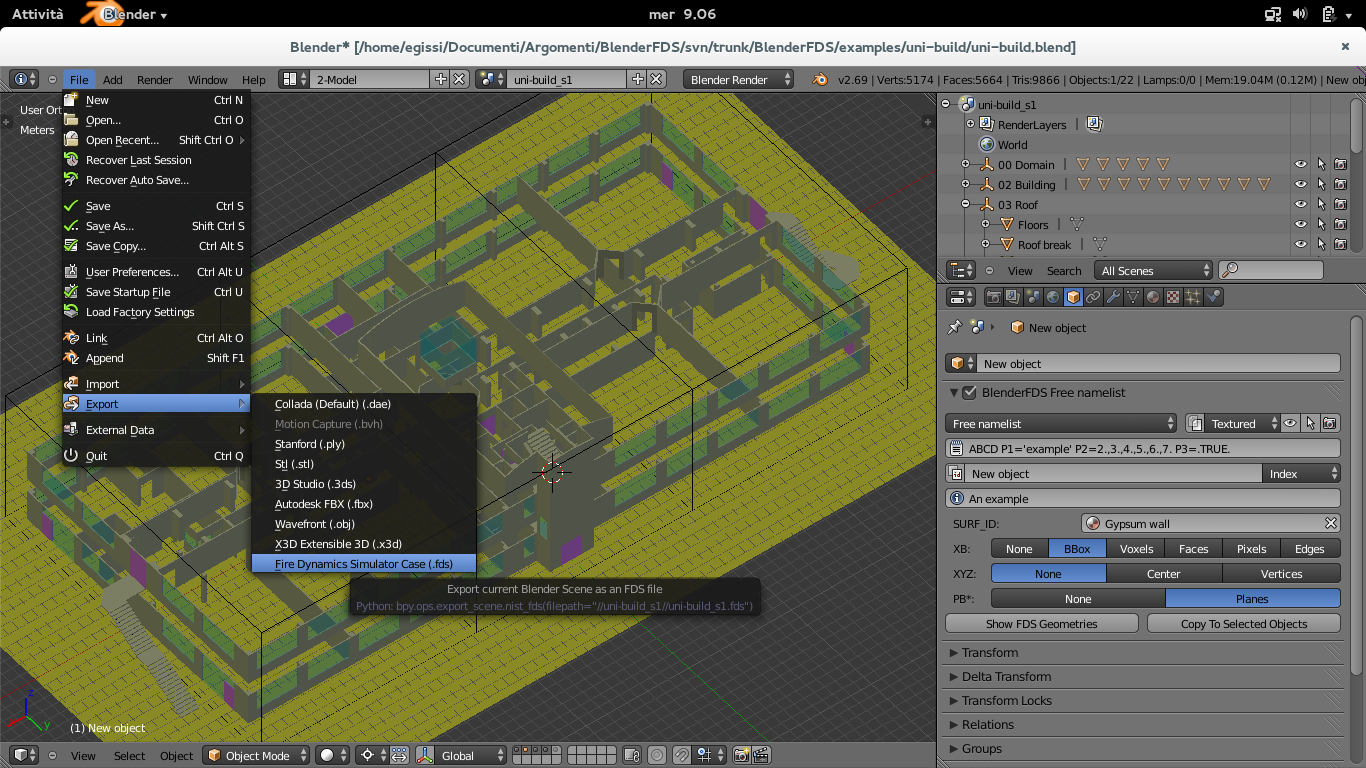 Attività Blender mer 9.06
Blender* [/home/egissi/Documenti/Argomenti/BlenderFDS/svn/trunk/BlenderFDS/examples/uni-build/uni-build.blend]
File Add Render Window Help 2-Model uni-build_s1 Blender Render v2.69 | Verts:5174 | Faces:5664 | Tris:9866 | Objects:1/22 | Lamps:0/0 | Mem:19.04M (0.12M) | New obj
User Ort
Meters
New Ctrl N
Open... Ctrl O
Open Recent... Shift Ctrl O
Recover Last Session
Recover Auto Save...
Save Ctrl S
Save As... Shift Ctrl S
Save Copy... Ctrl Alt S
User Preferences... Ctrl Alt U
Save Startup File Ctrl U
Load Factory Settings
Link Ctrl Alt O
Append Shift F1
Import
Export
External Data
Quit Ctrl Q
Collada (Default) (.dae)
Motion Capture (.bvh)
Stanford (.ply)
Stl (.stl)
3D Studio (.3ds)
Autodesk FBX (.fbx)
Wavefront (.obj)
X3D Extensible 3D (.x3d)
Fire Dynamics Simulator Case (.fds)
Export current Blender Scene as an FDS file
Python: bpy.ops.export_scene.nist_fds(filepath="//uni-build_s1//uni-build_s1.fds")
z
y
(1) New object
View Select Object Object Mode Global
uni-build_s1
RenderLayers |
World
00 Domain |
02 Building |
03 Roof
Floors |
Roof break |
View Search All Scenes
New object
New object
BlenderFDS Free namelist
Free namelist Textured
ABCD P1='example' P2=2.,3.,4.,5.,6.,7. P3=.TRUE.
New object Index
An example
SURF_ID: Gypsum wall
XB: None BBox Voxels Faces Pixels Edges
XYZ: None Center Vertices
PB*: None Planes
Show FDS Geometries Copy To Selected Objects
Transform
Delta Transform
Transform Locks
Relations
Groups